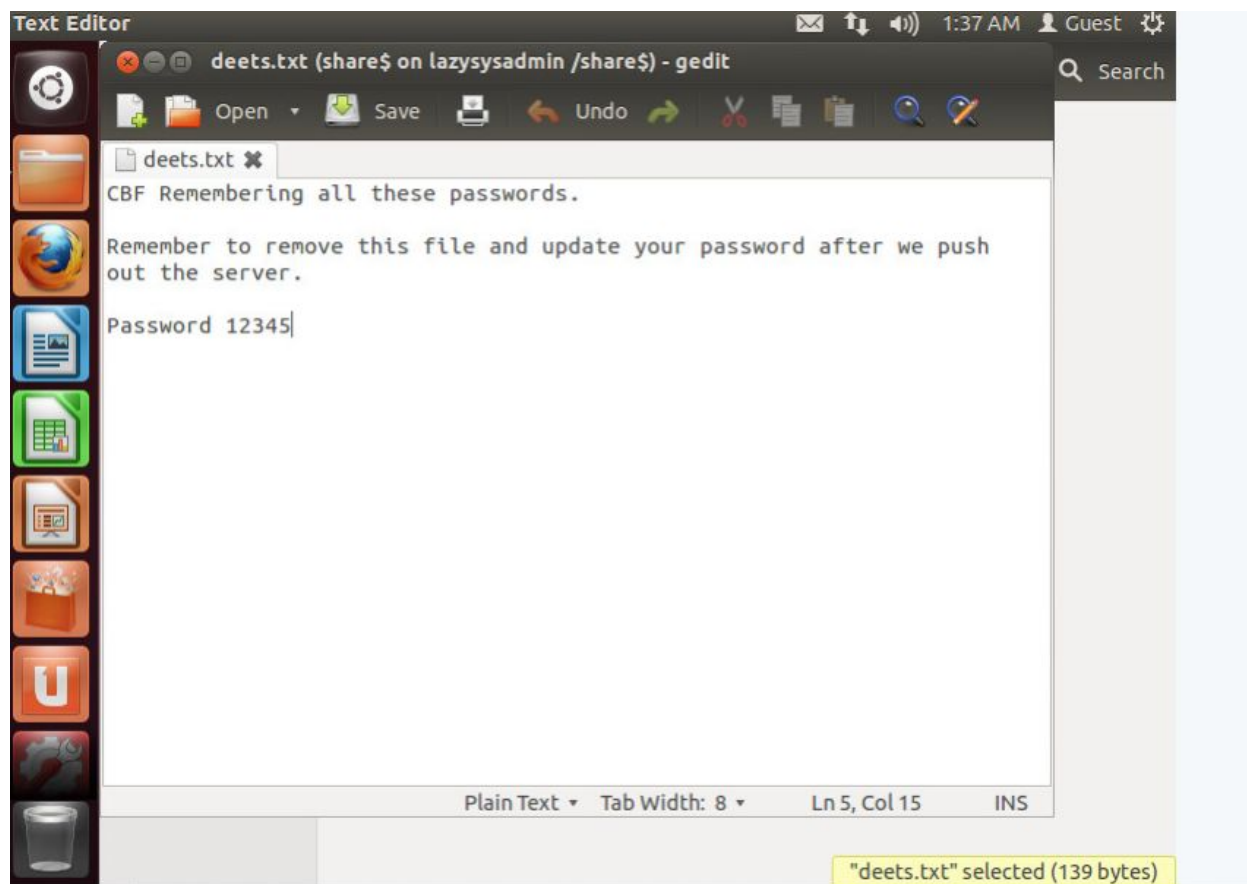 Text Editor
1:37 AM Guest
deets.txt (share$ on lazysysadmin /share$) - gedit
Search
Open Save Undo
deets.txt
CBF Remembering all these passwords.
Remember to remove this file and update your password after we push
out the server.
Password 12345
Plain Text Tab Width: 8 Ln 5, Col 15 INS
"deets.txt" selected (139 bytes)